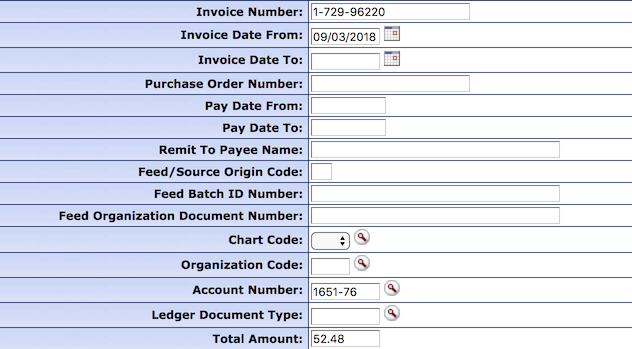 Invoice Number: 1-729-96220
Invoice Date From: 09/03/2018
Invoice Date To:
Purchase Order Number:
Pay Date From:
Pay Date To:
Remit To Payee Name:
Feed/Source Origin Code:
Feed Batch ID Number:
Feed Organization Document Number:
Chart Code:
Organization Code:
Account Number: 1651-76
Ledger Document Type:
Total Amount: 52.48